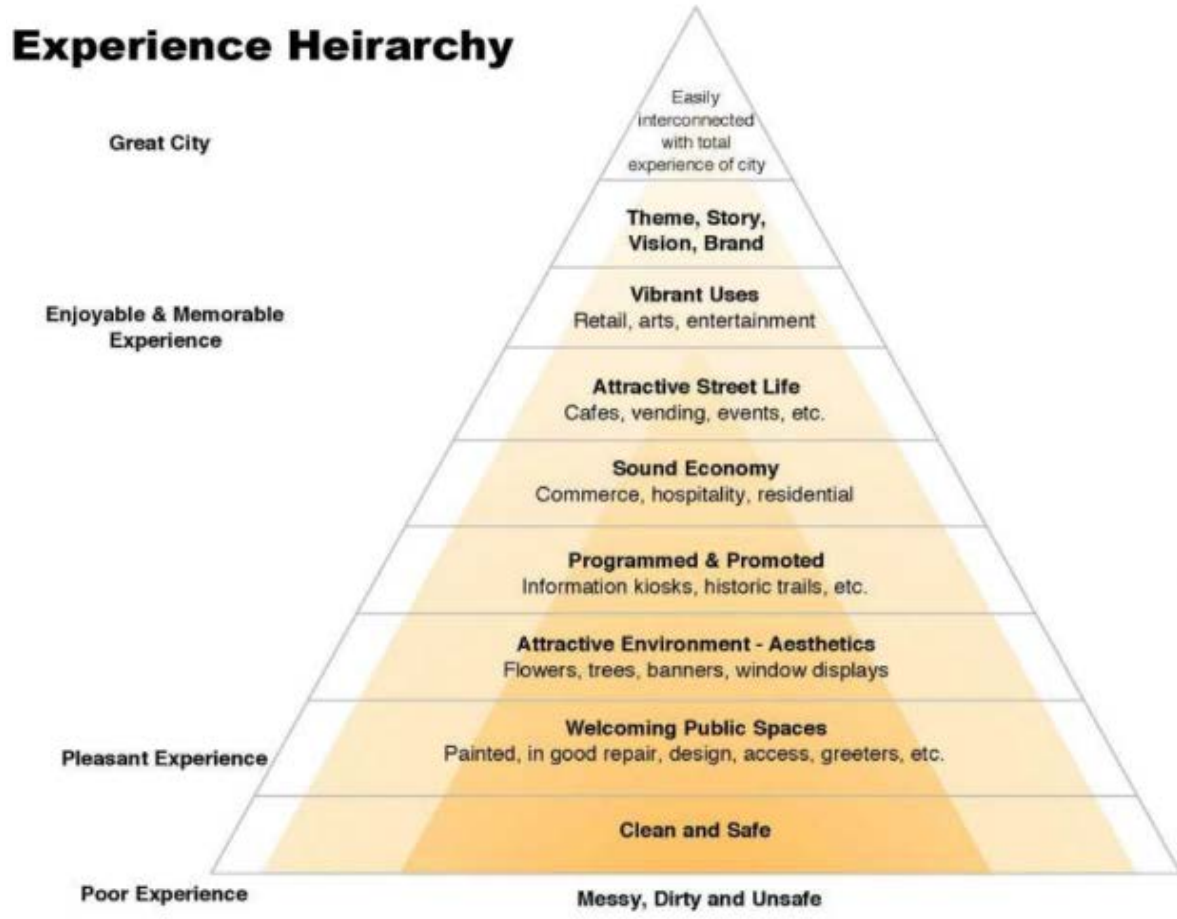 Experience Heirarchy
Great City
Easily
interconnected
with total
experience of city
Theme, Story,
Vision, Brand
Enjoyable & Memorable
Experience
Vibrant Uses
Retail, arts, entertainment
Attractive Street Life
Cafes, vending, events, etc.
Sound Economy
Commerce, hospitality, residential
Programmed & Promoted
Information kiosks, historic trails, etc.
Attractive Environment - Aesthetics
Flowers, trees, banners, window displays
Pleasant Experience
Welcoming Public Spaces
Painted, in good repair, design, access, greeters, etc.
Clean and Safe
Poor Experience
Messy, Dirty and Unsafe